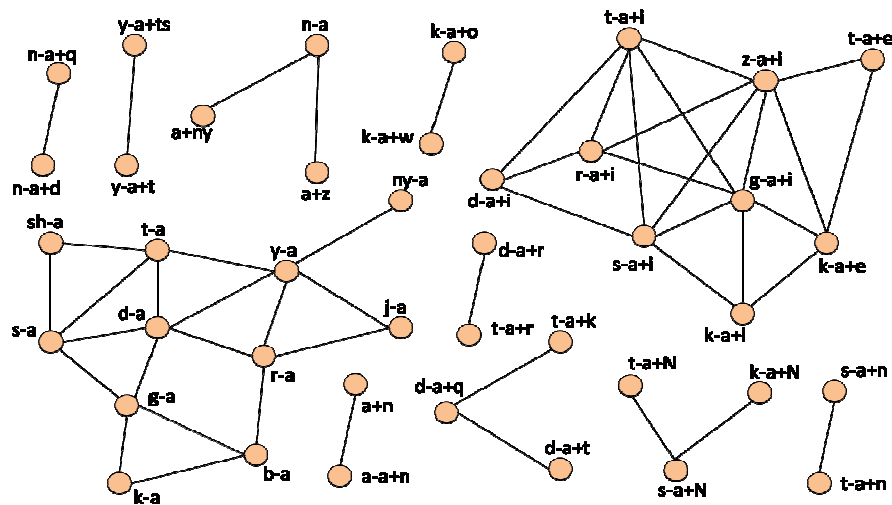 n-a+q
y-a+ts
n-a
k-a+o
t-a+i
z-a+i
t-a+e
a+ny
k-a+w
n-a+d
y-a+t
a+z
ny-a
d-a+i
r-a+i
g-a+i
s-a+i
k-a+e
k-a+i
sh-a
t-a
y-a
d-a+r
s-a
d-a
j-a
t-a+r
t-a+k
r-a
g-a
a+n
d-a+q
t-a+N
k-a+N
s-a+n
k-a
b-a
a-a+n
d-a+t
s-a+N
t-a+n